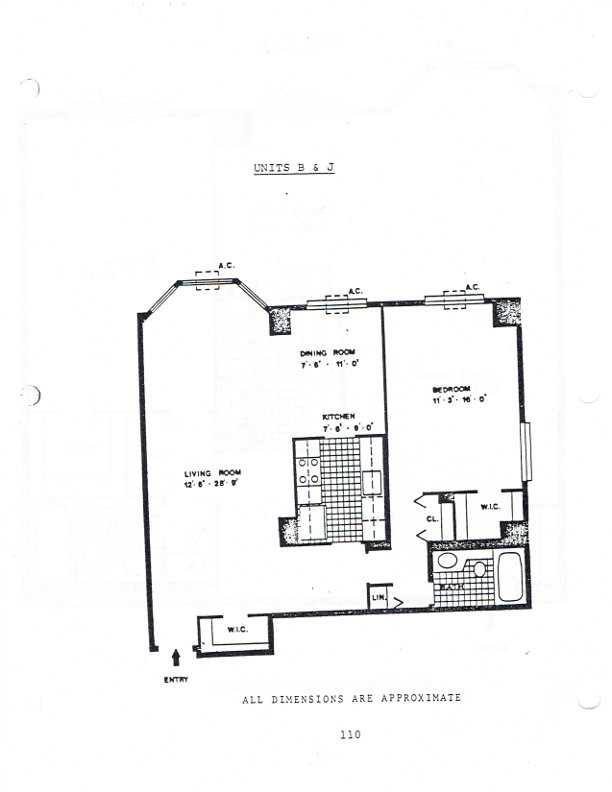 UNITS B & J
A.C.
A.C.
A.C.
DINING ROOM
7'-6" - 11'-0"
BEDROOM
11'-3" - 16'-0"
KITCHEN
7'-6" - 9'-0"
LIVING ROOM
12'-6" - 28'-9"
W.I.C.
CL.
BATH
LIN.
W.I.C.
ENTRY
ALL DIMENSIONS ARE APPROXIMATE
110